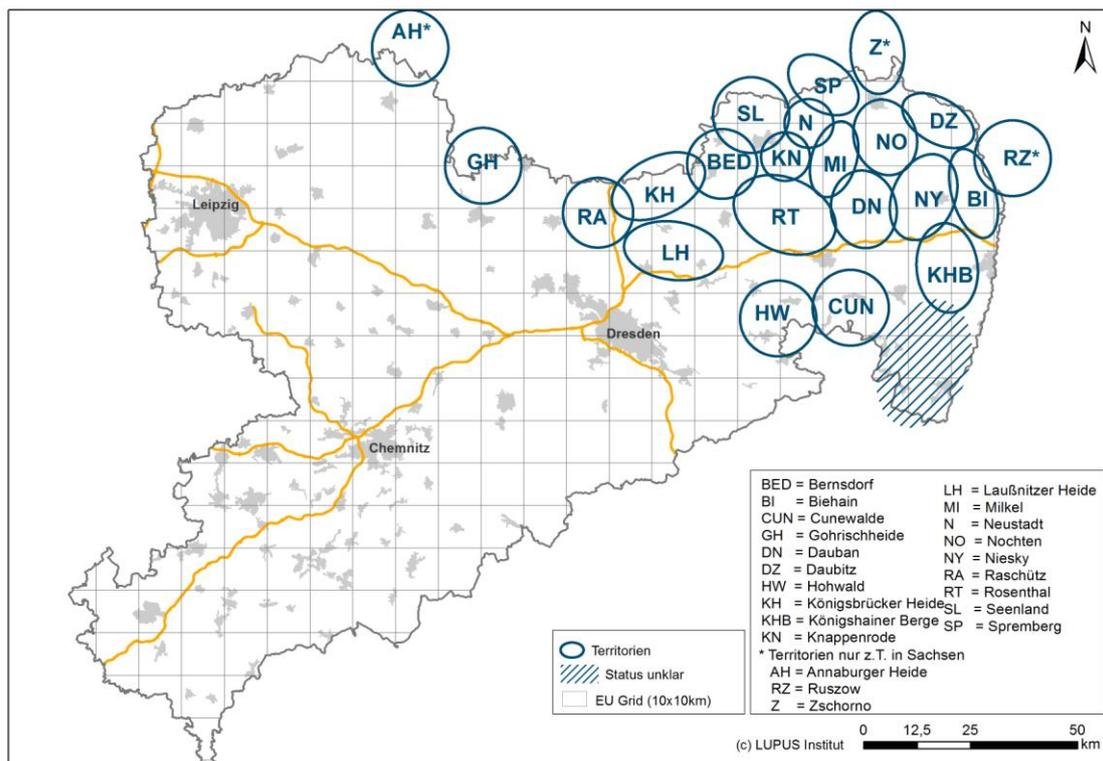 AH*
Z*
N
SP
SL
N
DZ
NO
GH
BED
KN
MI
RZ*
KH
NY
BI
Leipzig
RA
RT
DN
LH
KHB
HW
CUN
Dresden
Chemnitz
BED = Bernsdorf
BI = Biehain
CUN = Cunewalde
GH = Gohrischheide
DN = Dauban
DZ = Daubitz
HW = Hohwald
KH = Königsbrücker Heide
KHB = Königshainer Berge
KN = Knappenrode
LH = Laußnitzer Heide
MI = Milkel
N = Neustadt
NO = Nochten
NY = Niesky
RA = Raschütz
RT = Rosenthal
SL = Seenland
SP = Spremberg
* Territorien nur z.T. in Sachsen
AH = Annaburger Heide
RZ = Ruszow
Z = Zschorno
Territorien
Status unklar
EU Grid (10x10km)
(c) LUPUS Institut
0 12,5 25 50
km